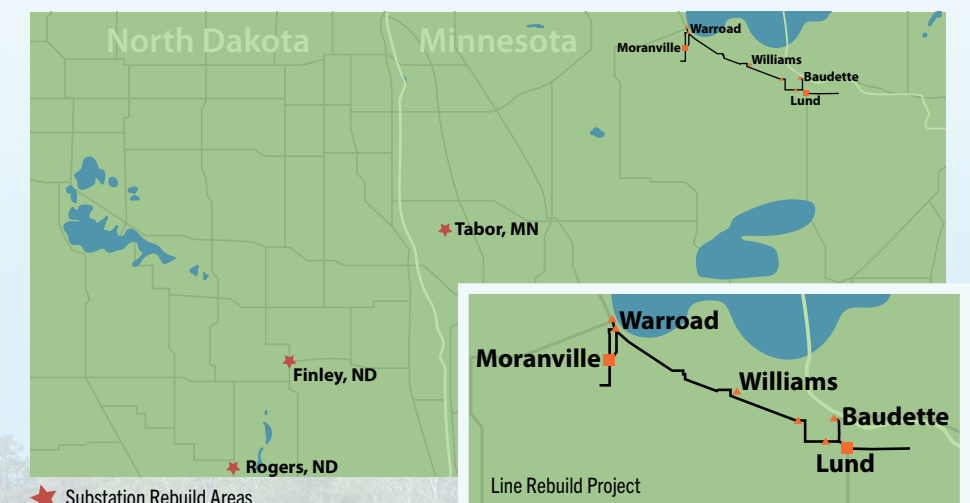 North Dakota
Minnesota
Warroad
Moranville
Williams
Baudette
Lund
Tabor, MN
Finley, ND
Rogers, ND
Substation Rebuild Areas
Warroad
Moranville
Williams
Baudette
Lund
Line Rebuild Project